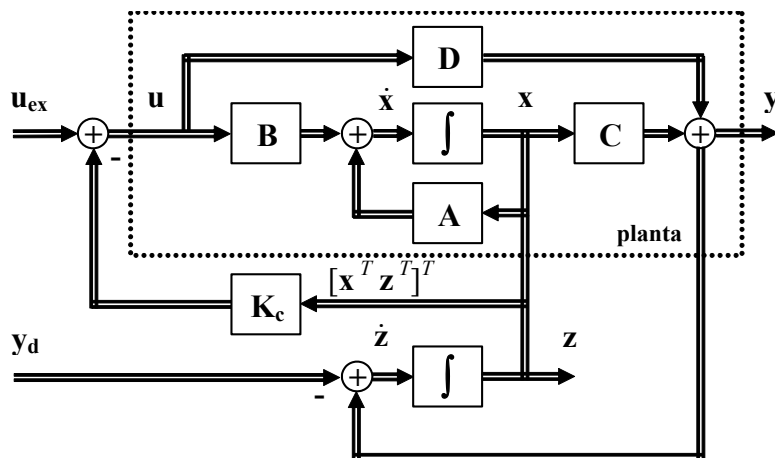 D
u_ex u ẋ x y
+ - B + ∫ C +
A
planta
[x^T z^T]^T
K_c
y_d ż z
- + ∫